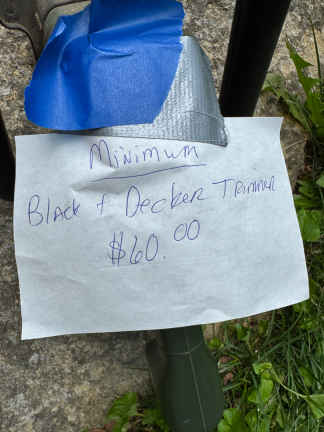 Minimum
Black + Decker Trimmer
$60.00